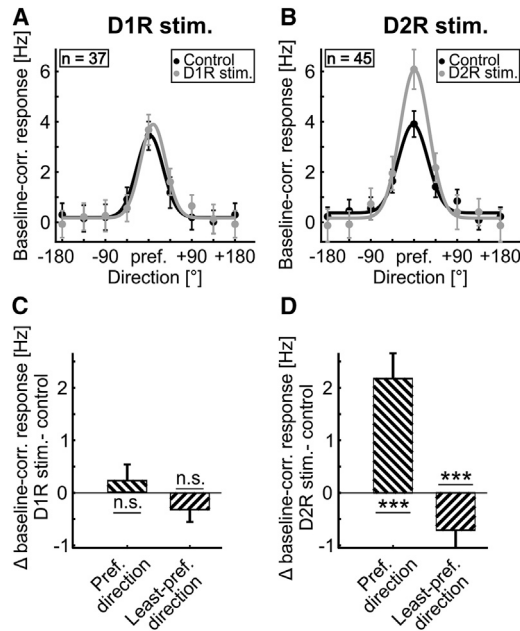 A
D1R stim.
n = 37
Control
D1R stim.
Baseline-corr. response [Hz]
6
4
2
0
-180
-90
pref.
+90
+180
Direction [°]
B
D2R stim.
n = 45
Control
D2R stim.
Baseline-corr. response [Hz]
6
4
2
0
-180
-90
pref.
+90
+180
Direction [°]
C
Δ baseline-corr. response [Hz]
D1R stim.- control
2
1
0
-1
n.s.
n.s.
Pref.
direction
Least-pref.
direction
D
Δ baseline-corr. response [Hz]
D2R stim.- control
2
1
0
-1
***
***
Pref.
direction
Least-pref.
direction